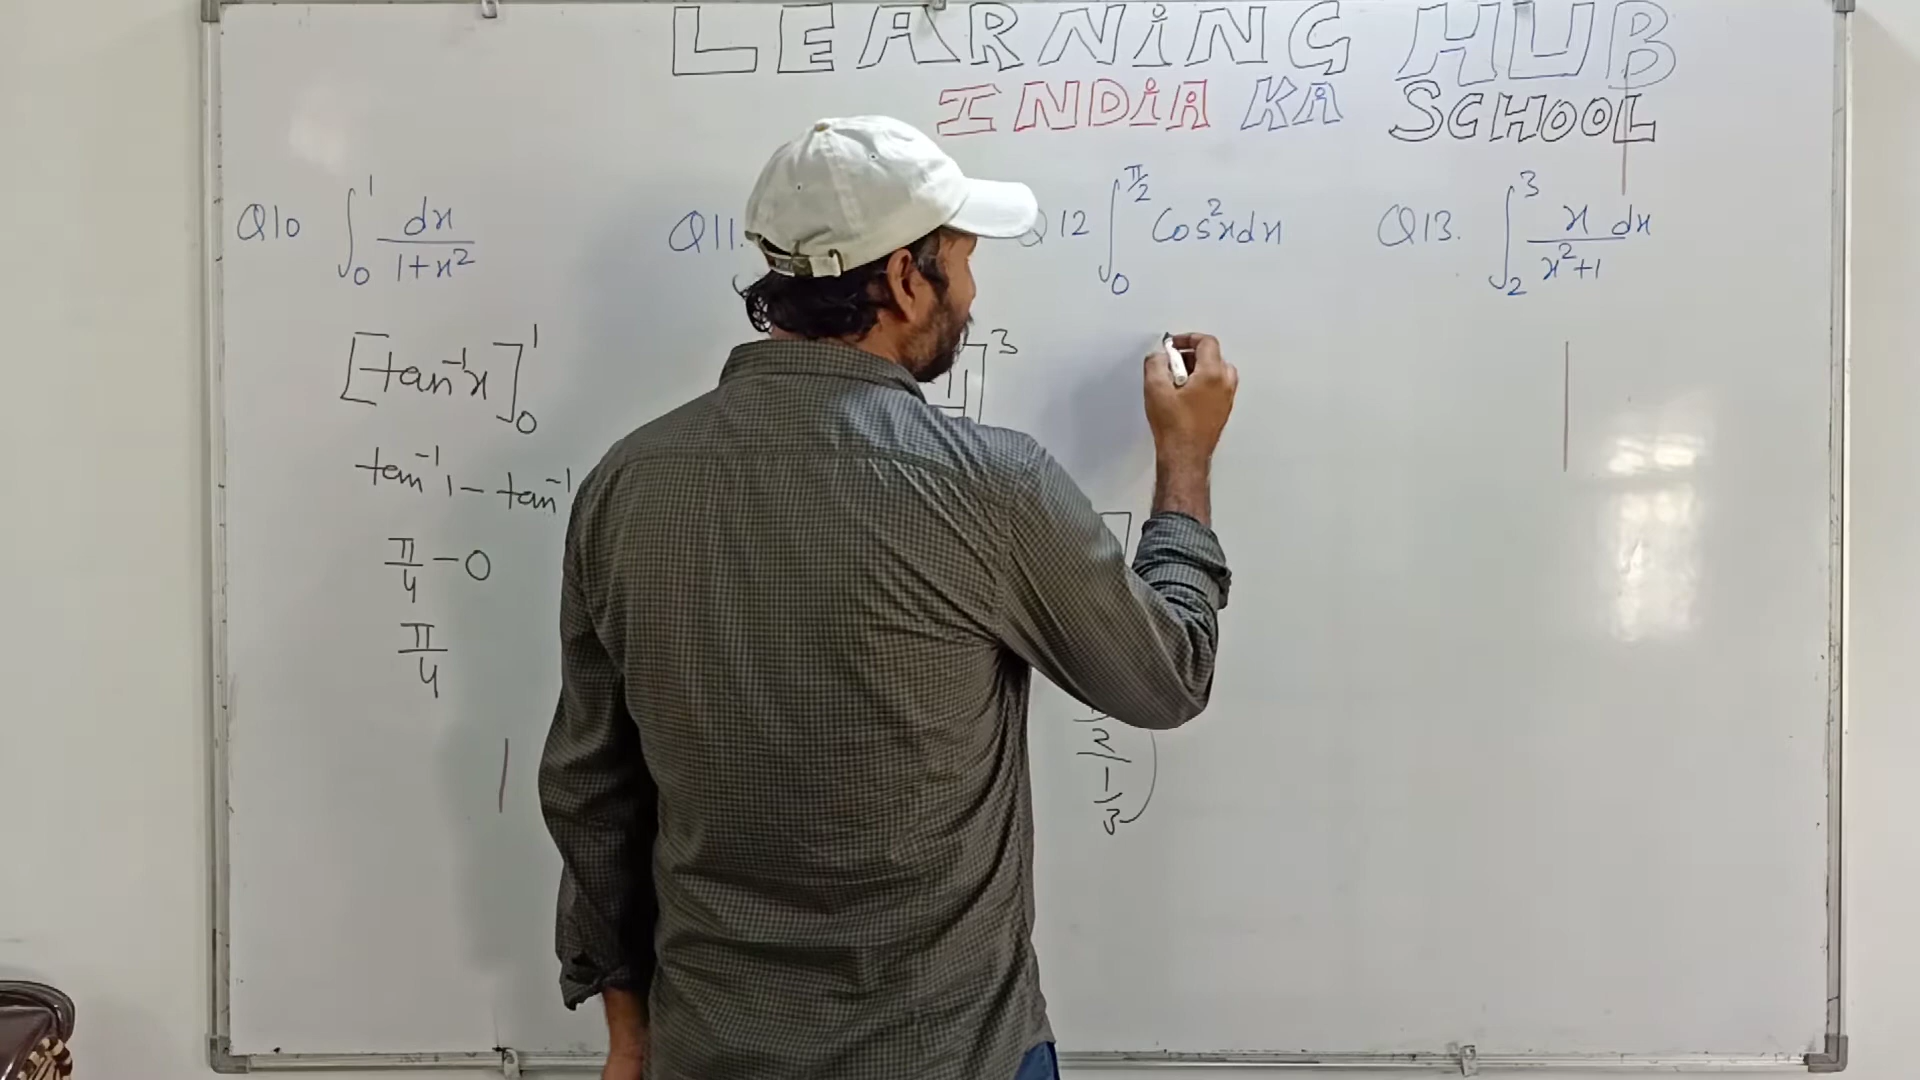 LEARNING HUB
INDIA KA SCHOOL
Q10 ∫₀¹ dx/(1+x²)
[tan⁻¹x]₀¹
tan⁻¹1 - tan⁻¹
π/4 - 0
π/4
Q11.
]³
Q12 ∫₀^(π/2) Cos²x dx
Q13. ∫₂³ x dx/(x²+1)